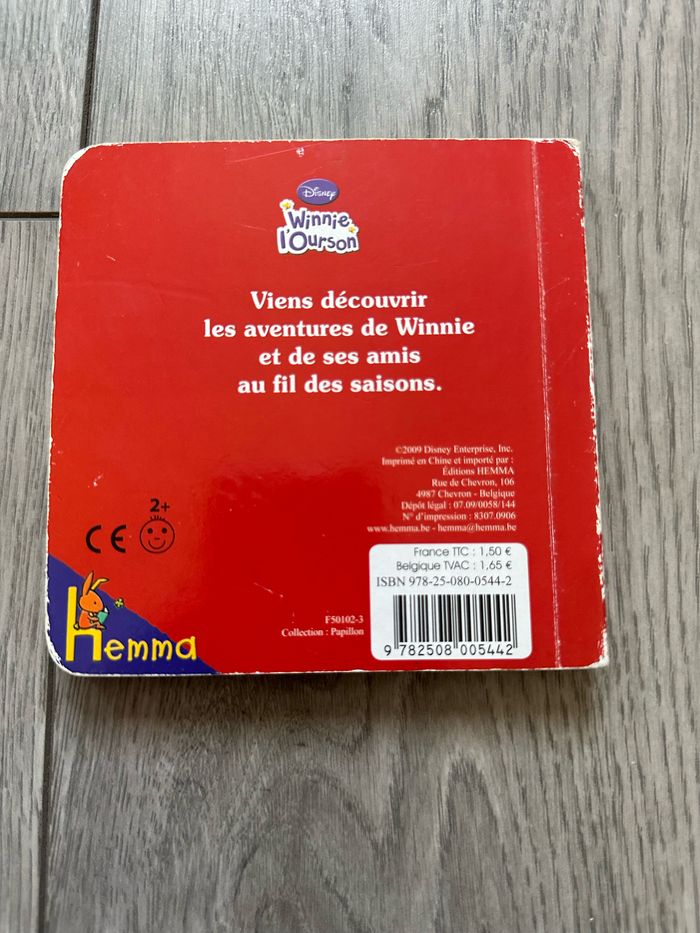 Disney
Winnie
l'Ourson
Viens découvrir
les aventures de Winnie
et de ses amis
au fil des saisons.
©2009 Disney Enterprise, Inc.
Imprimé en Chine et importé par :
Éditions HEMMA
Rue de Chevron, 106
4987 Chevron - Belgique
Dépôt légal : 07.09/0058/144
N° d'impression : 8307.0906
www.hemma.be - hemma@hemma.be
2+
CE
France TTC : 1,50 €
Belgique TVAC : 1,65 €
ISBN 978-25-080-0544-2
F50102-3
Collection : Papillon
9 782508 005442
hemma